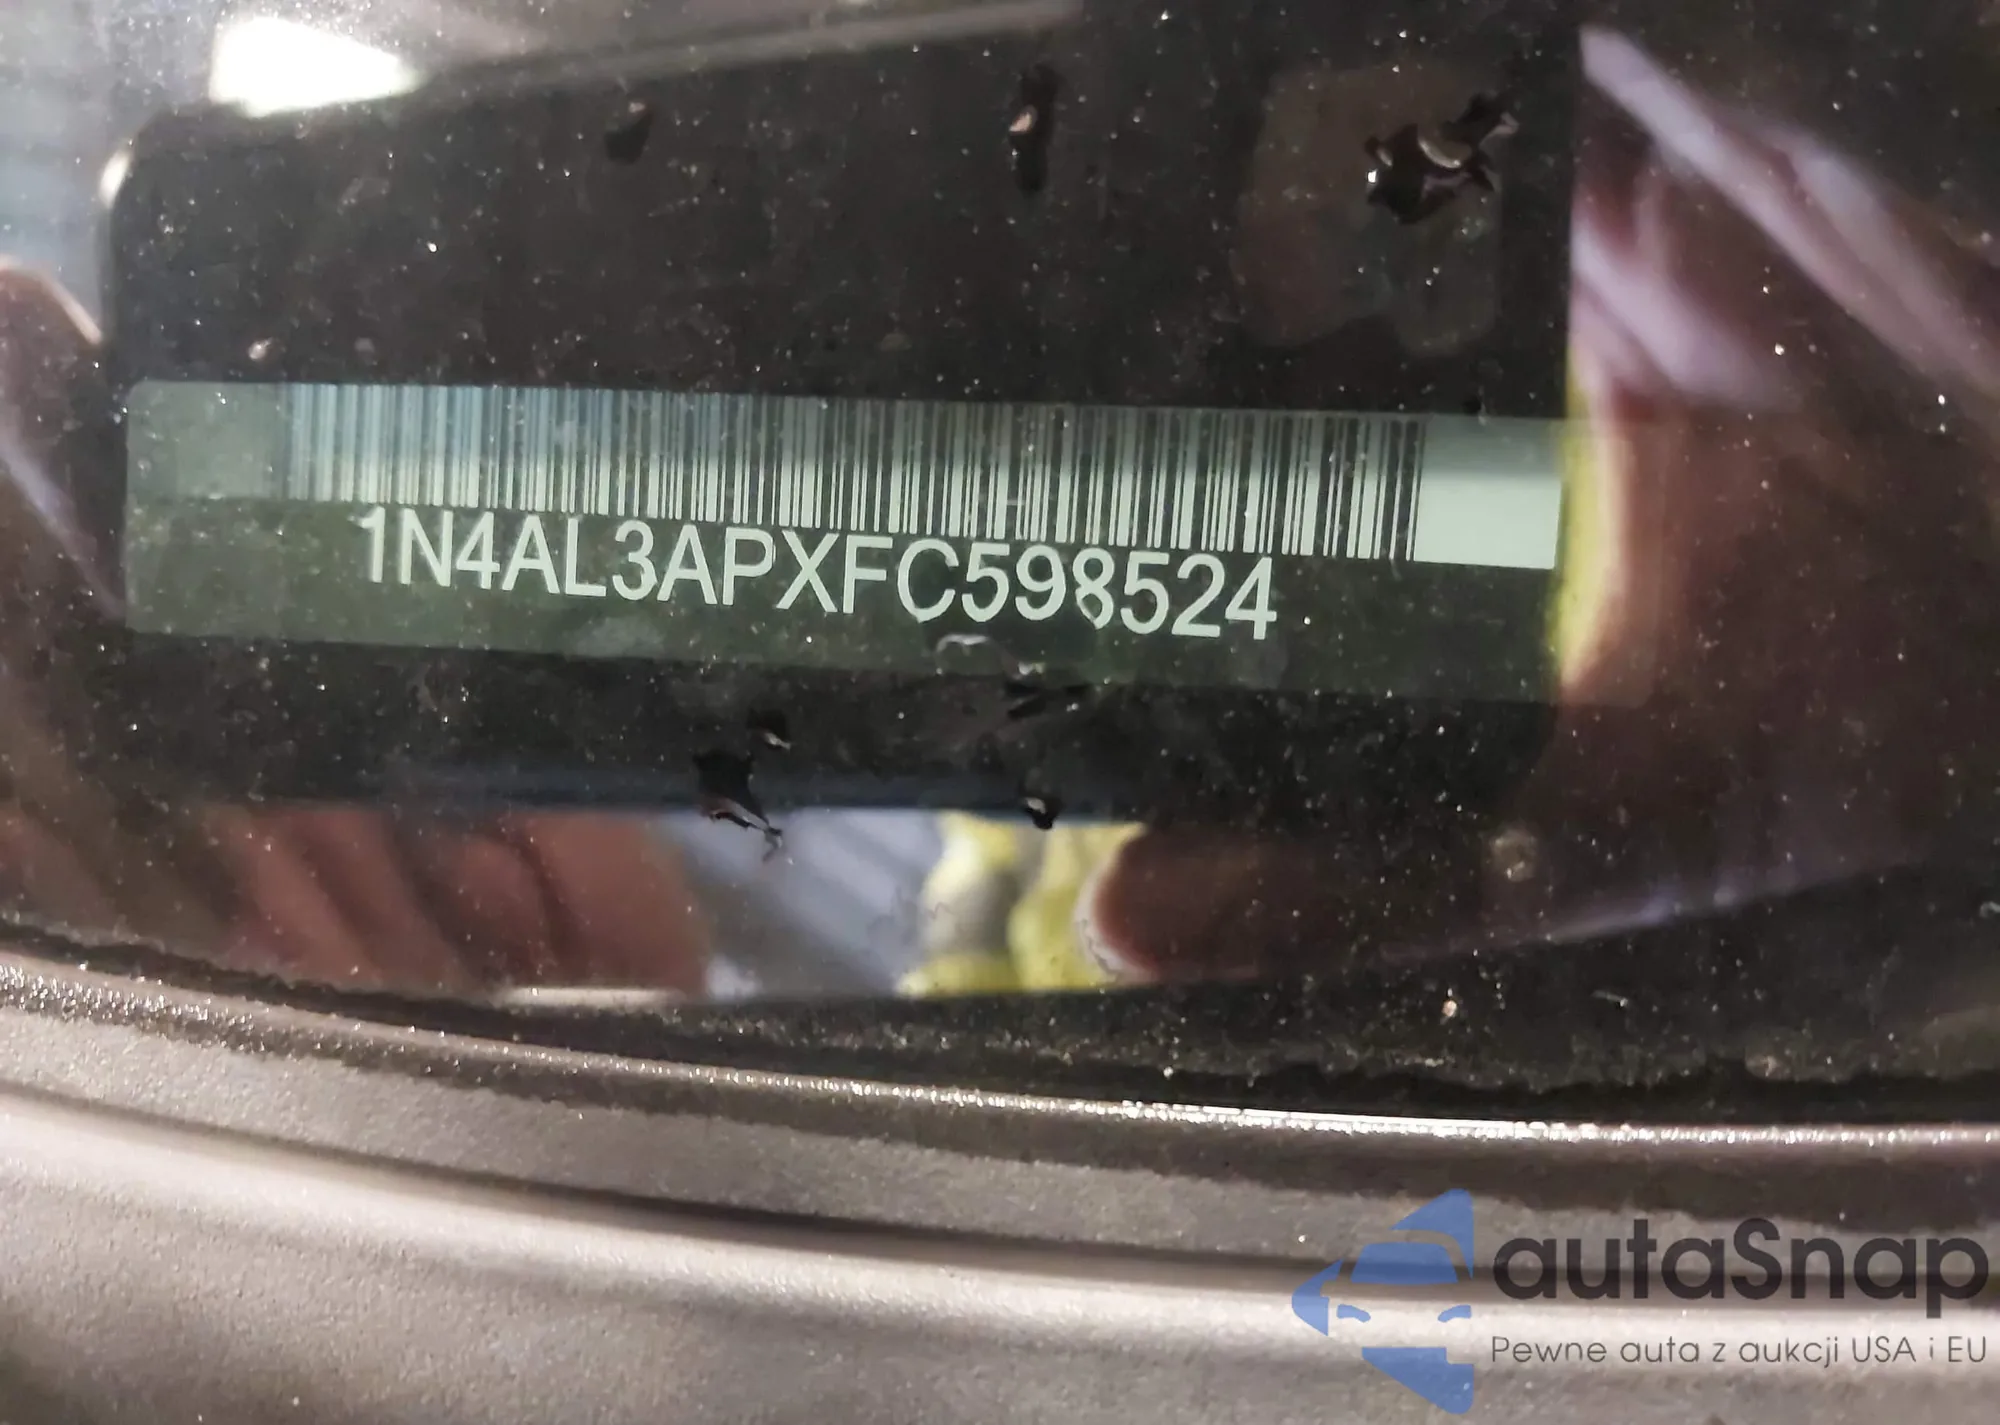 1N4AL3APXFC598524
autaSnap
Pewne auta z aukcji USA i EU